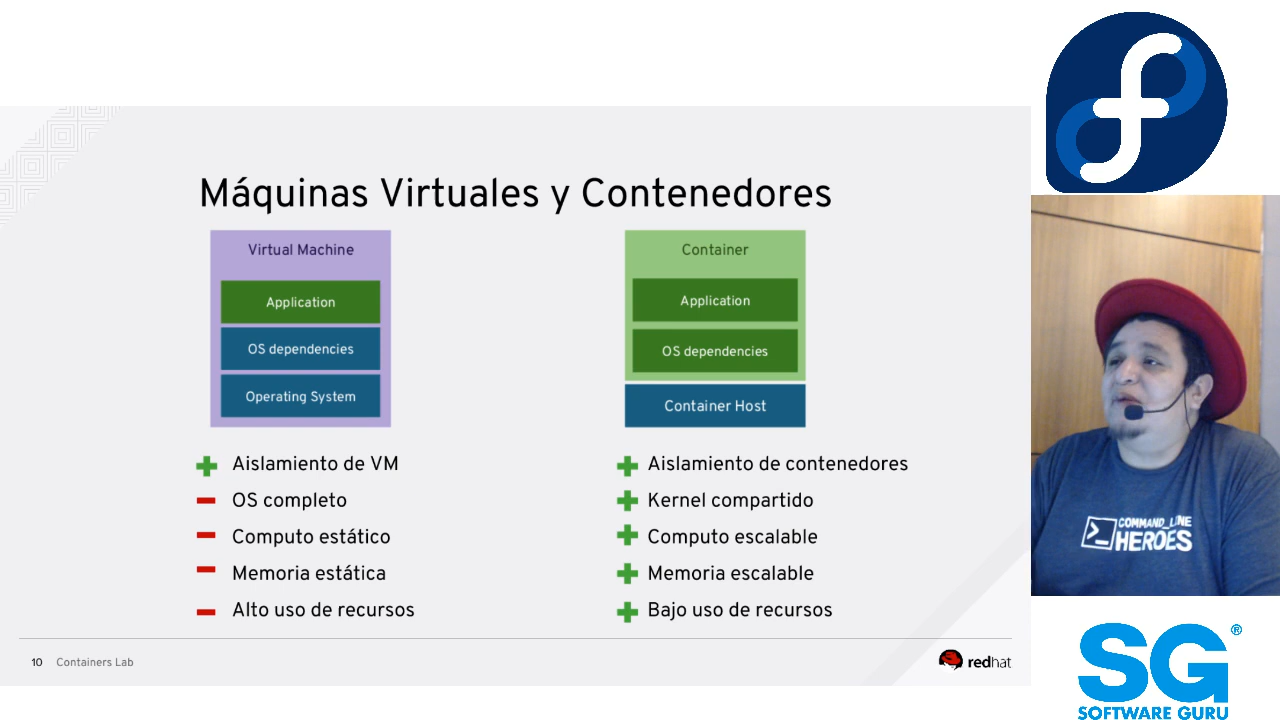 Máquinas Virtuales y Contenedores
Virtual Machine
Application
OS dependencies
Operating System
Container
Application
OS dependencies
Container Host
Aislamiento de VM
OS completo
Computo estático
Memoria estática
Alto uso de recursos
Aislamiento de contenedores
Kernel compartido
Computo escalable
Memoria escalable
Bajo uso de recursos
10 Containers Lab
redhat
>_ COMMAND_LINE
HEROES
SG®
SOFTWARE GURU